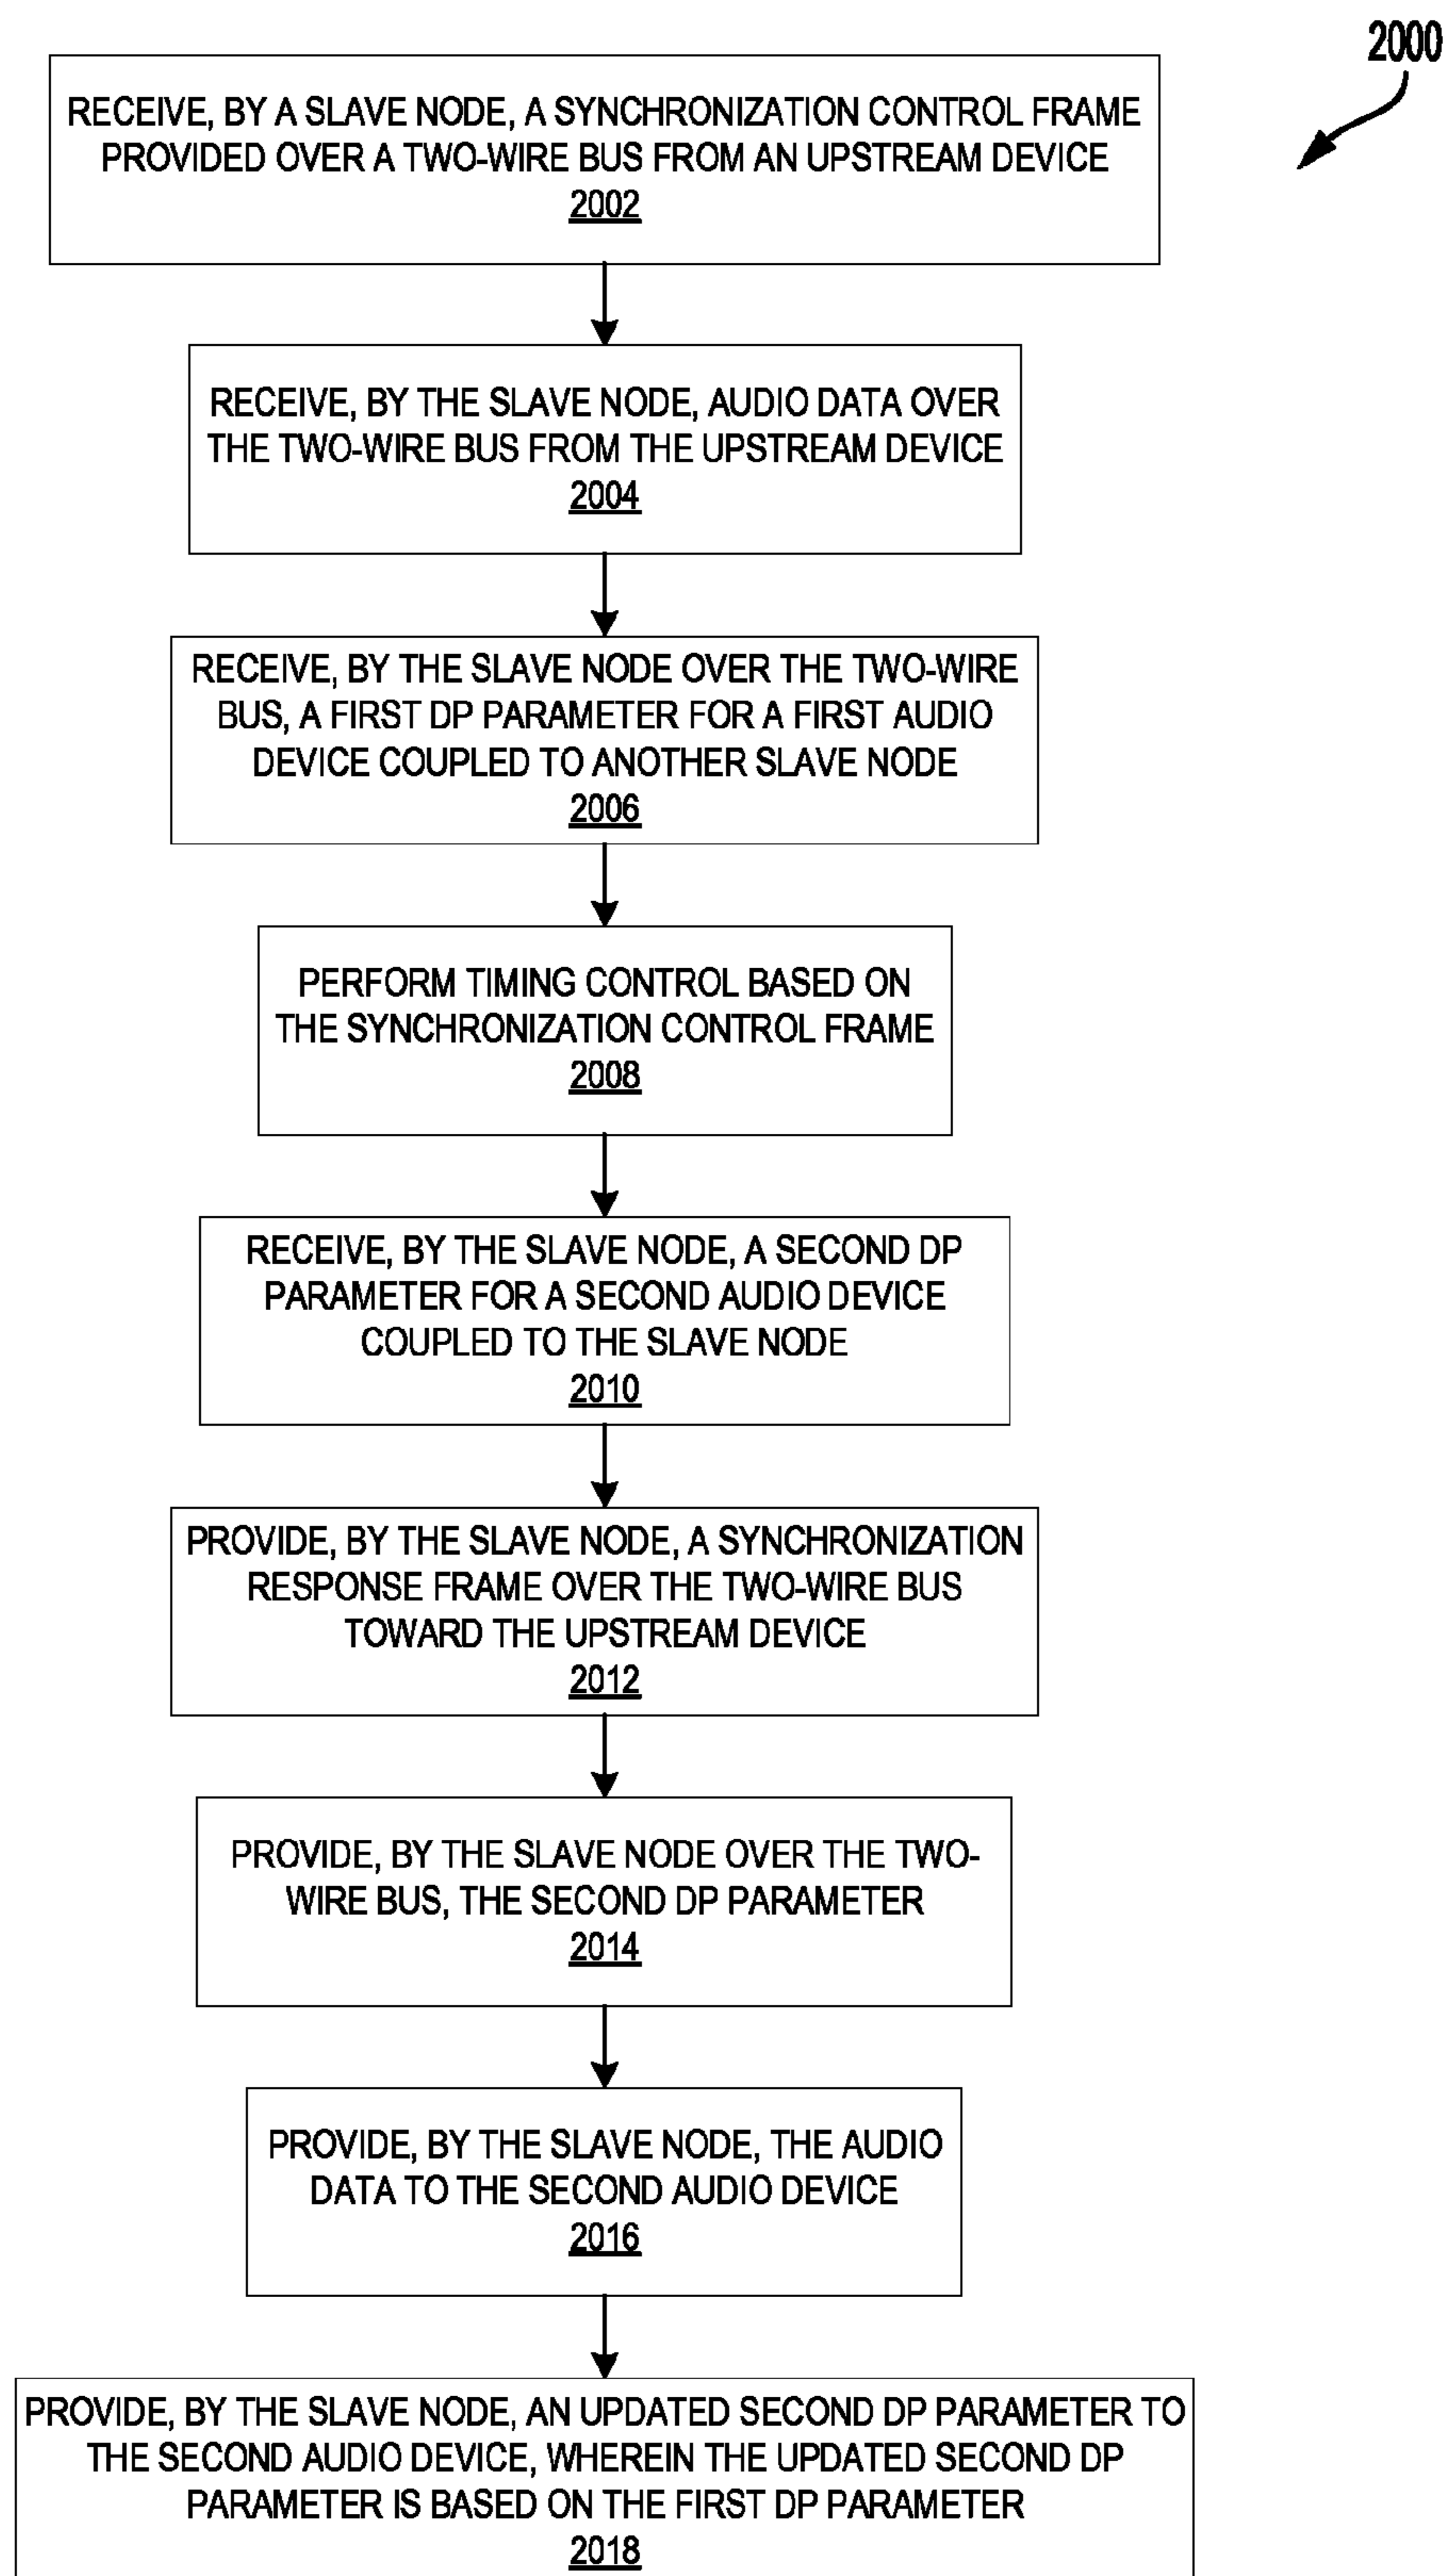 2000
RECEIVE, BY A SLAVE NODE, A SYNCHRONIZATION CONTROL FRAME
PROVIDED OVER A TWO-WIRE BUS FROM AN UPSTREAM DEVICE
2002
RECEIVE, BY THE SLAVE NODE, AUDIO DATA OVER
THE TWO-WIRE BUS FROM THE UPSTREAM DEVICE
2004
RECEIVE, BY THE SLAVE NODE OVER THE TWO-WIRE
BUS, A FIRST DP PARAMETER FOR A FIRST AUDIO
DEVICE COUPLED TO ANOTHER SLAVE NODE
2006
PERFORM TIMING CONTROL BASED ON
THE SYNCHRONIZATION CONTROL FRAME
2008
RECEIVE, BY THE SLAVE NODE, A SECOND DP
PARAMETER FOR A SECOND AUDIO DEVICE
COUPLED TO THE SLAVE NODE
2010
PROVIDE, BY THE SLAVE NODE, A SYNCHRONIZATION
RESPONSE FRAME OVER THE TWO-WIRE BUS
TOWARD THE UPSTREAM DEVICE
2012
PROVIDE, BY THE SLAVE NODE OVER THE TWO-
WIRE BUS, THE SECOND DP PARAMETER
2014
PROVIDE, BY THE SLAVE NODE, THE AUDIO
DATA TO THE SECOND AUDIO DEVICE
2016
PROVIDE, BY THE SLAVE NODE, AN UPDATED SECOND DP PARAMETER TO
THE SECOND AUDIO DEVICE, WHEREIN THE UPDATED SECOND DP
PARAMETER IS BASED ON THE FIRST DP PARAMETER
2018